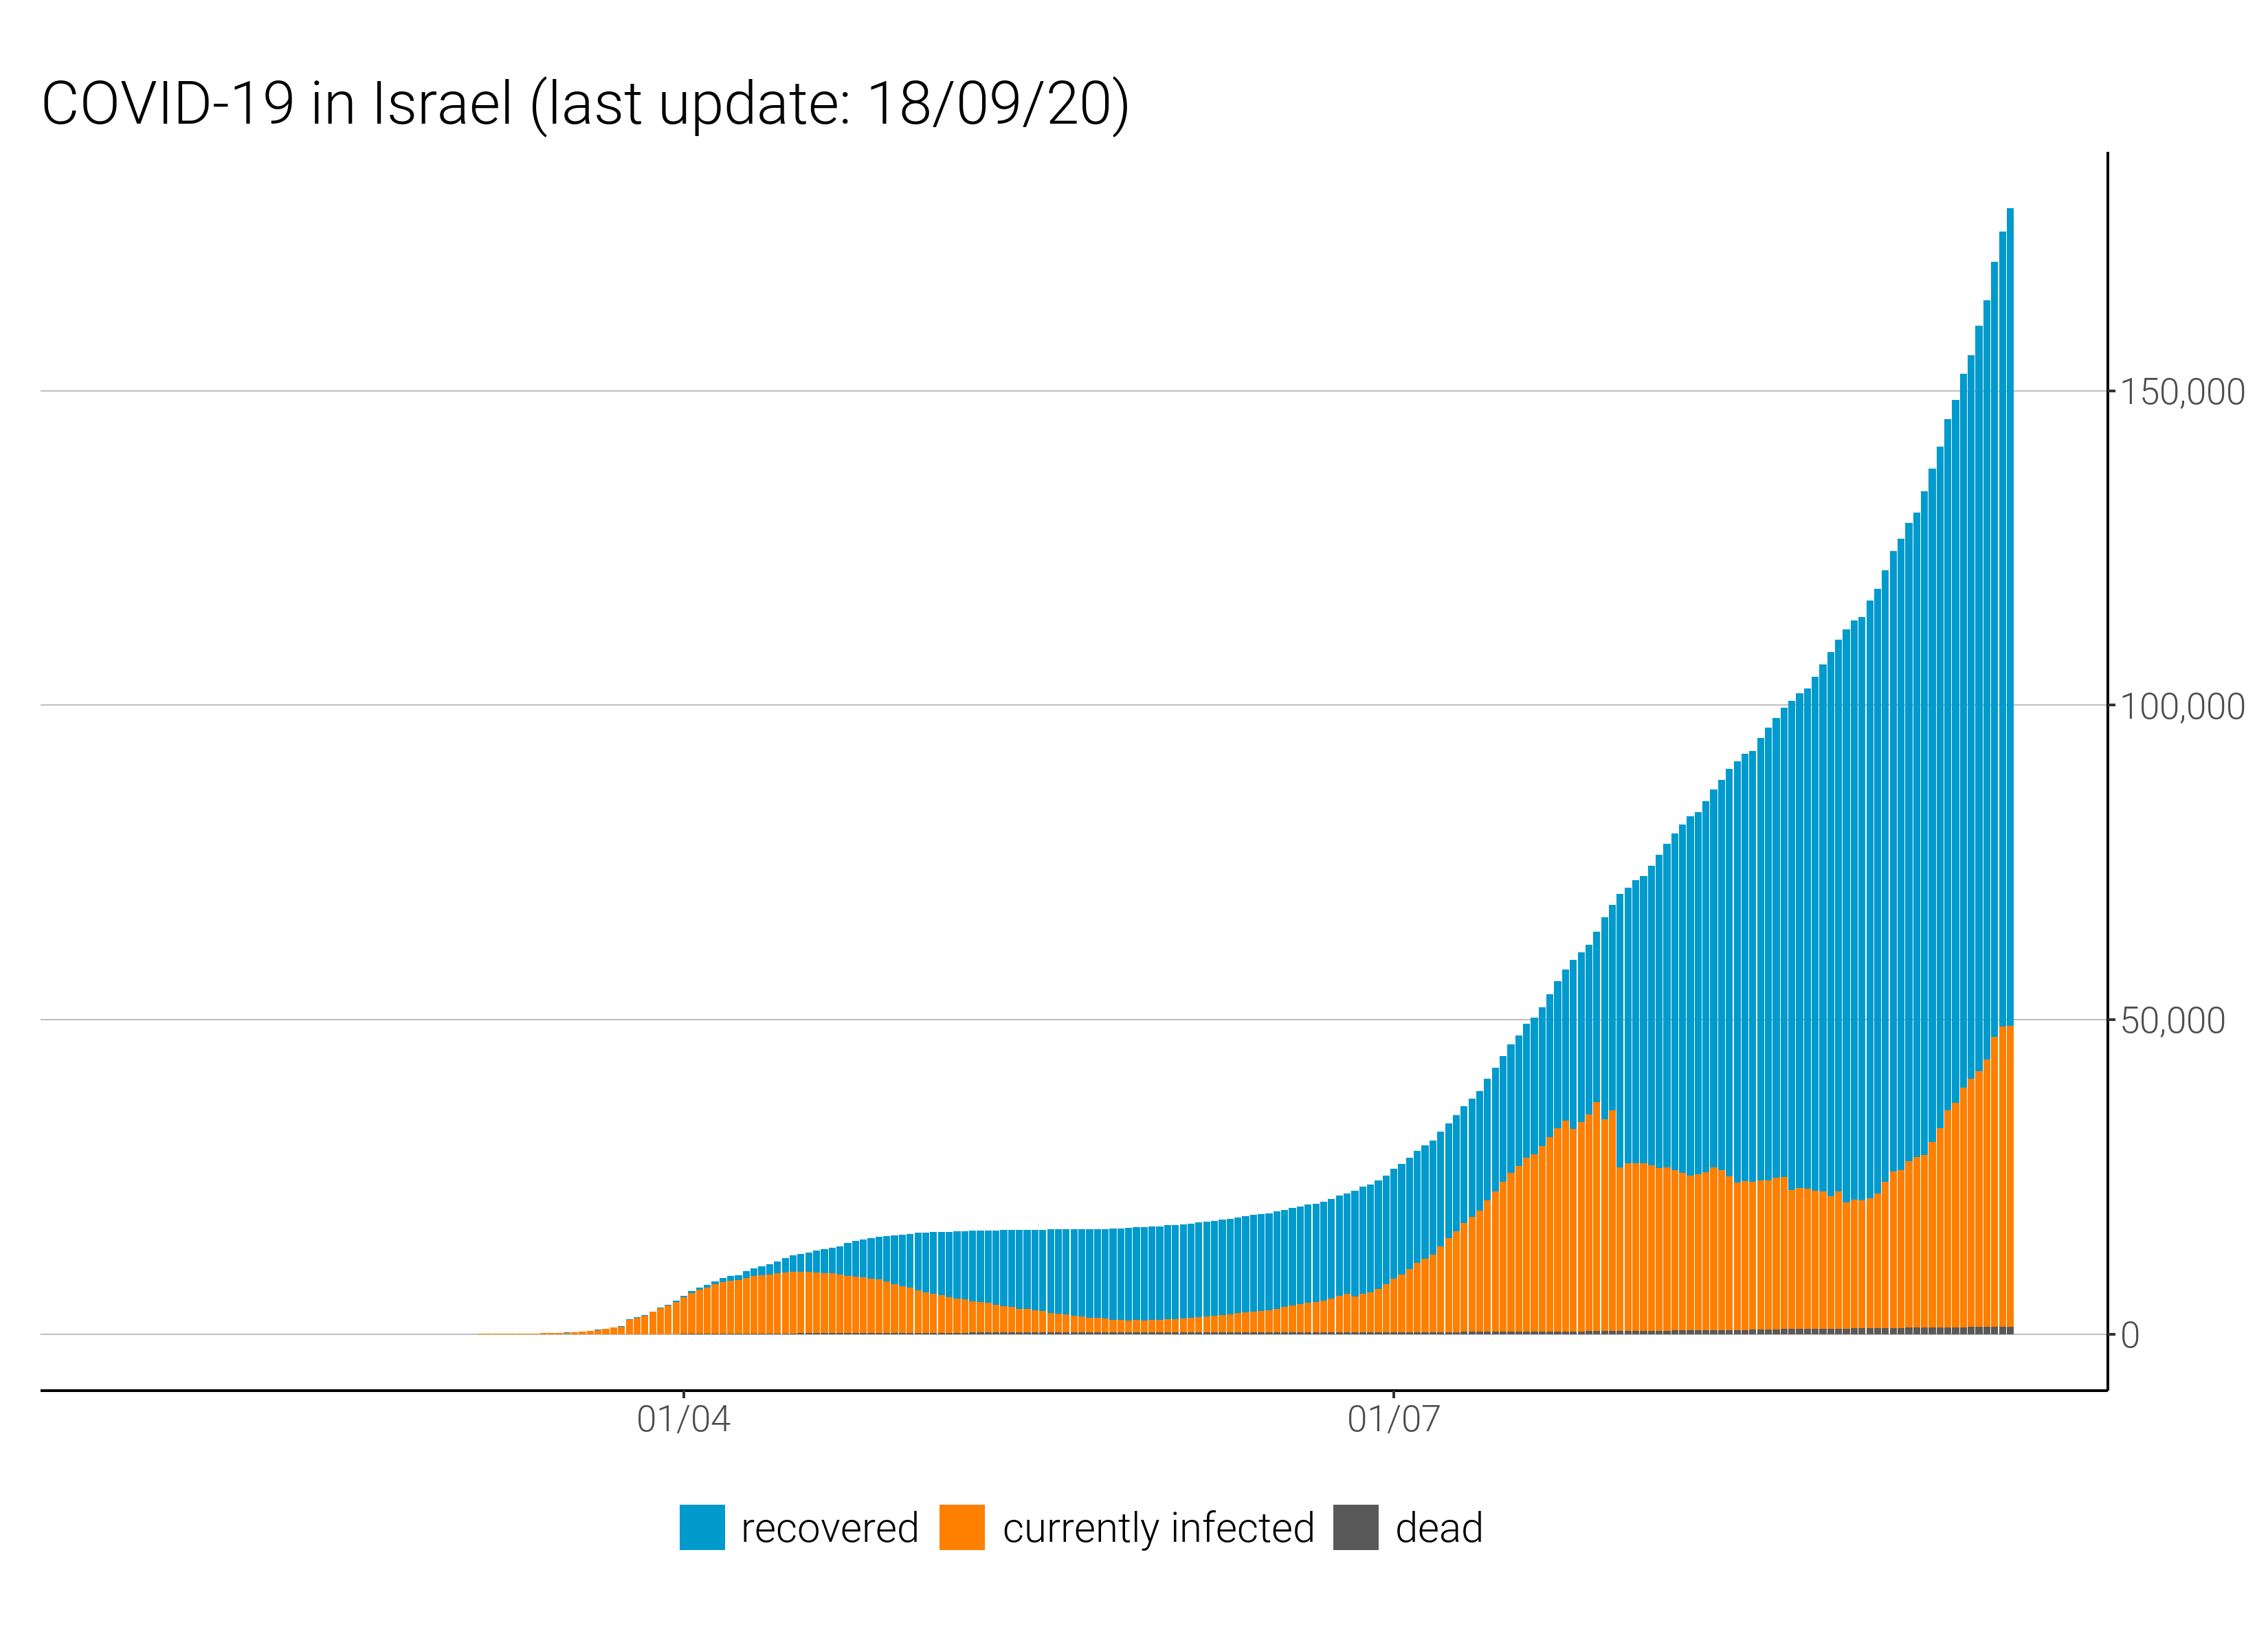 COVID-19 in Israel (last update: 18/09/20)
150,000
100,000
50,000
0
01/04 01/07
recovered currently infected dead